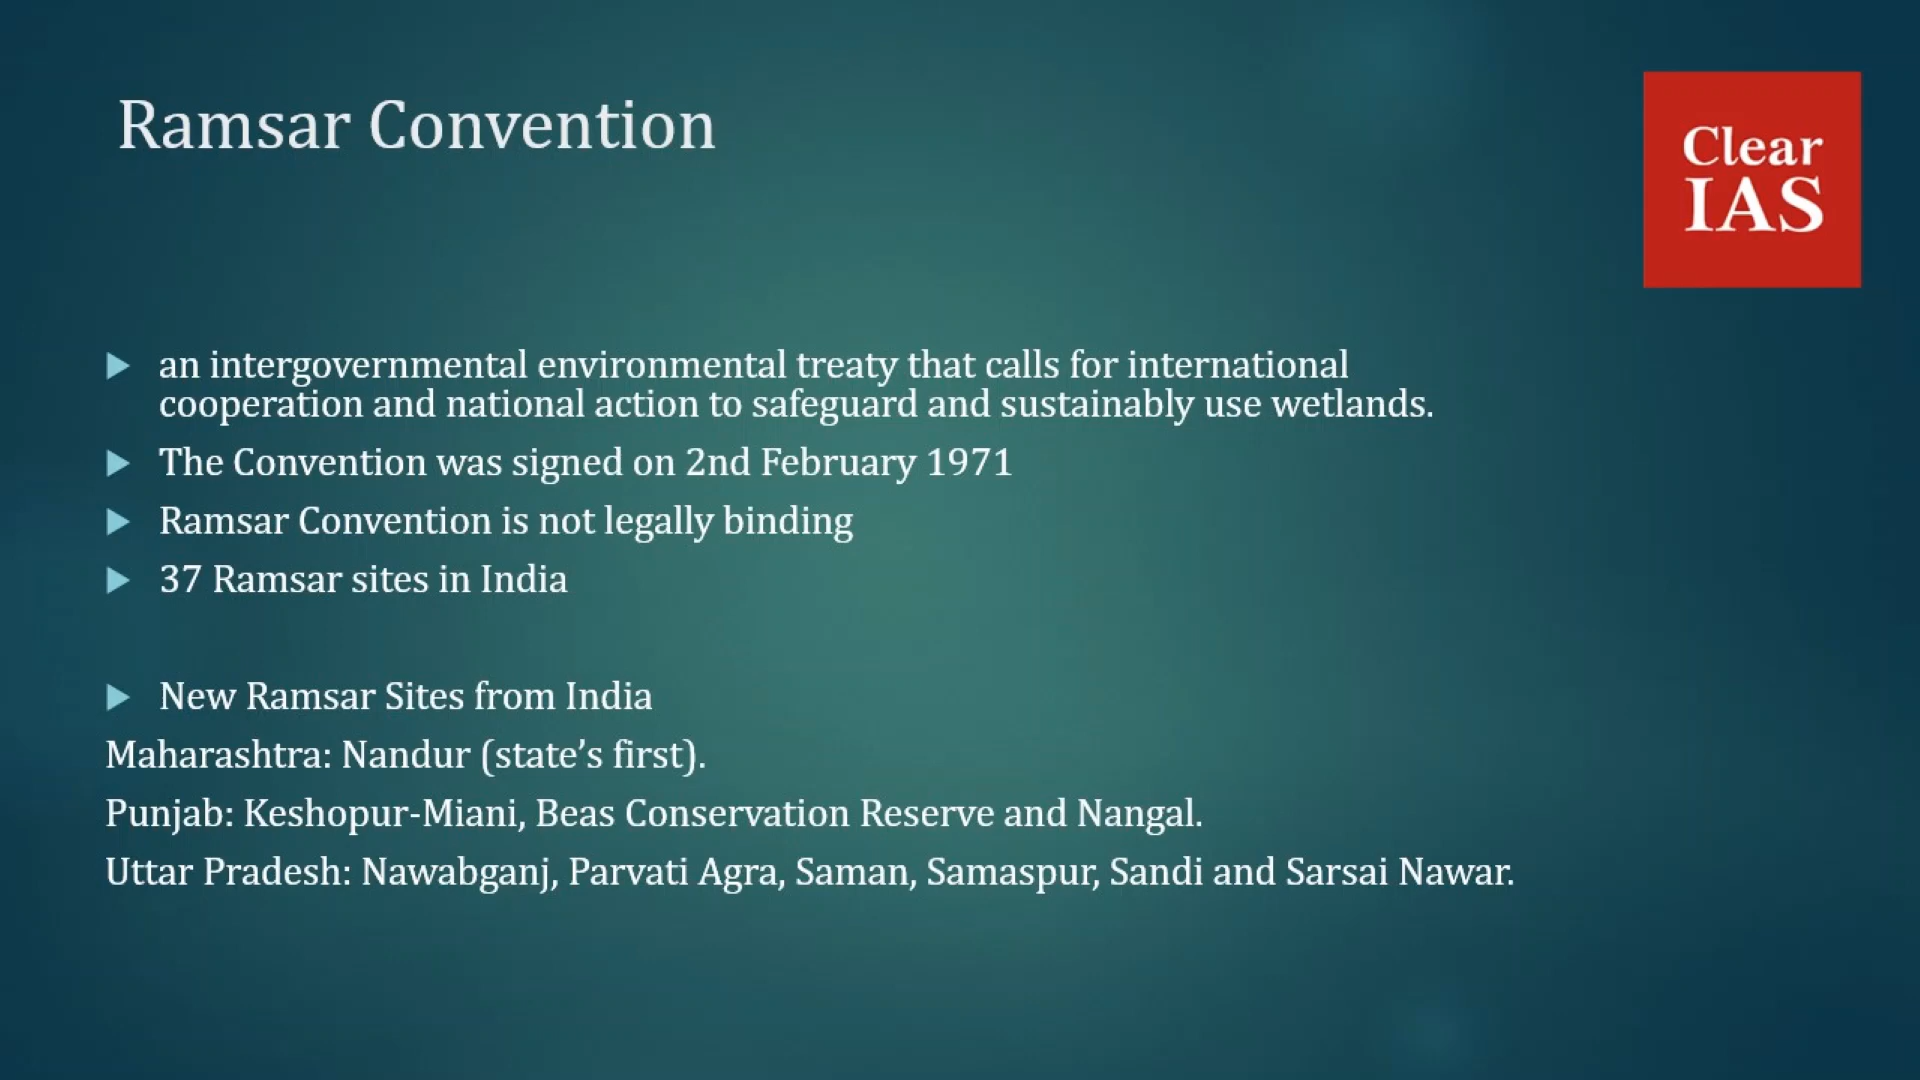 Ramsar Convention
Clear
IAS
an intergovernmental environmental treaty that calls for international
cooperation and national action to safeguard and sustainably use wetlands.
The Convention was signed on 2nd February 1971
Ramsar Convention is not legally binding
37 Ramsar sites in India
New Ramsar Sites from India
Maharashtra: Nandur (state’s first).
Punjab: Keshopur-Miani, Beas Conservation Reserve and Nangal.
Uttar Pradesh: Nawabganj, Parvati Agra, Saman, Samaspur, Sandi and Sarsai Nawar.